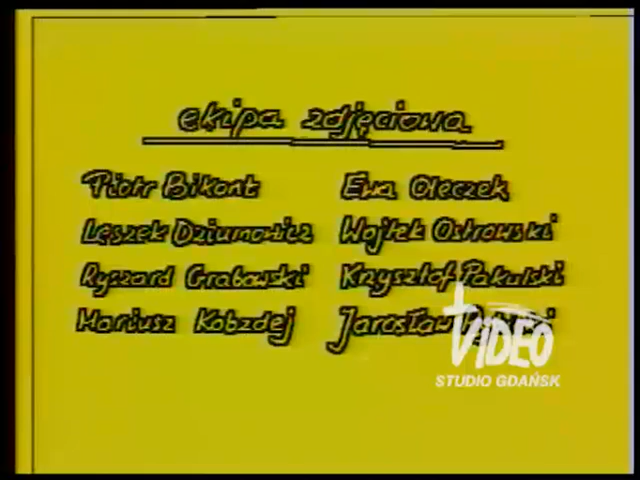 ekipa zdjęciowa
Piotr Bikont
Ewa Oleczek
Leszek Dziumowicz
Wojtek Ostrowski
Ryszard Grabowski
Krzysztof Pakulski
Mariusz Kobzdej
Jarosław
VIDEO
STUDIO GDAŃSK